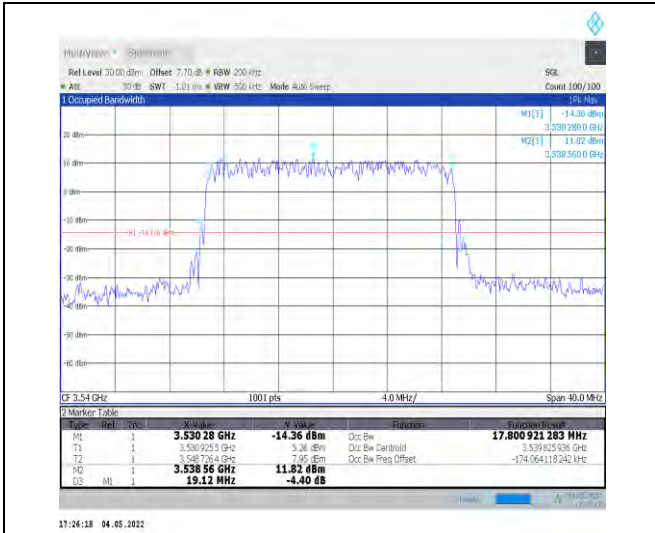 MultiView Spectrum
Ref Level 30.00 dBm Offset 7.70 dB RBW 200 kHz SGL
Att 30 dB SWT 1.01 ms VBW 500 kHz Mode Auto Sweep Count 100/100
1 Occupied Bandwidth 1Pk Max
M1[1] -14.36 dBm
3.530 280 0 GHz
M2[1] 11.82 dBm
3.538 560 0 GHz
20 dBm
10 dBm
0 dBm
-10 dBm
-20 dBm
-30 dBm
-40 dBm
-50 dBm
-60 dBm
CF 3.54 GHz 1001 pts 4.0 MHz/ Span 40.0 MHz
2 Marker Table
Type Ref Trc X-Value Y-Value Function Function Result
M1 1 3.530 28 GHz -14.36 dBm Occ Bw 17.800 921 283 MHz
T1 1 3.530 925 5 GHz 5.26 dBm Occ Bw Centroid 3.539 825 936 GHz
T2 1 3.548 726 4 GHz 7.95 dBm Occ Bw Freq Offset -174.064 118 242 kHz
M2 1 3.538 56 GHz 11.82 dBm
D3 M1 1 19.12 MHz -4.40 dB
17:26:18 04.05.2022